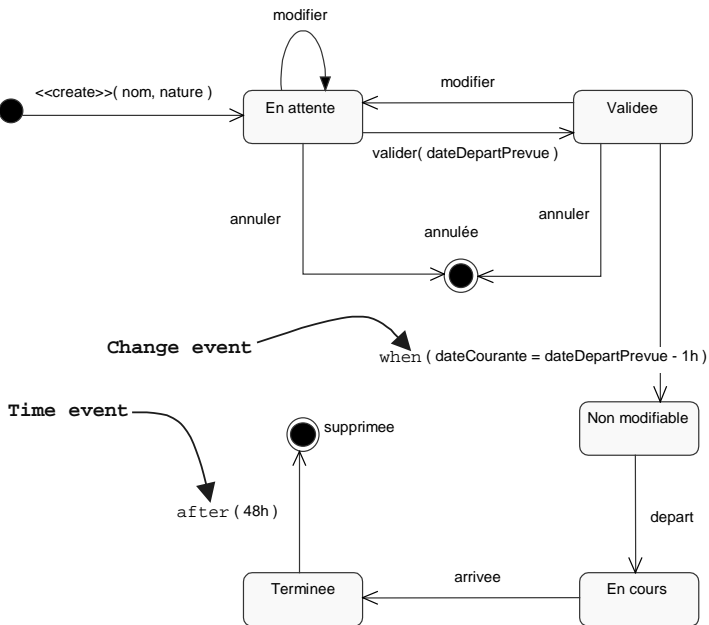 modifier
<<create>>( nom, nature )
modifier
En attente
Validee
valider( dateDepartPrevue )
annuler
annuler
annulée
Change event
when ( dateCourante = dateDepartPrevue - 1h )
Time event
supprimee
Non modifiable
after ( 48h )
depart
arrivee
Terminee
En cours